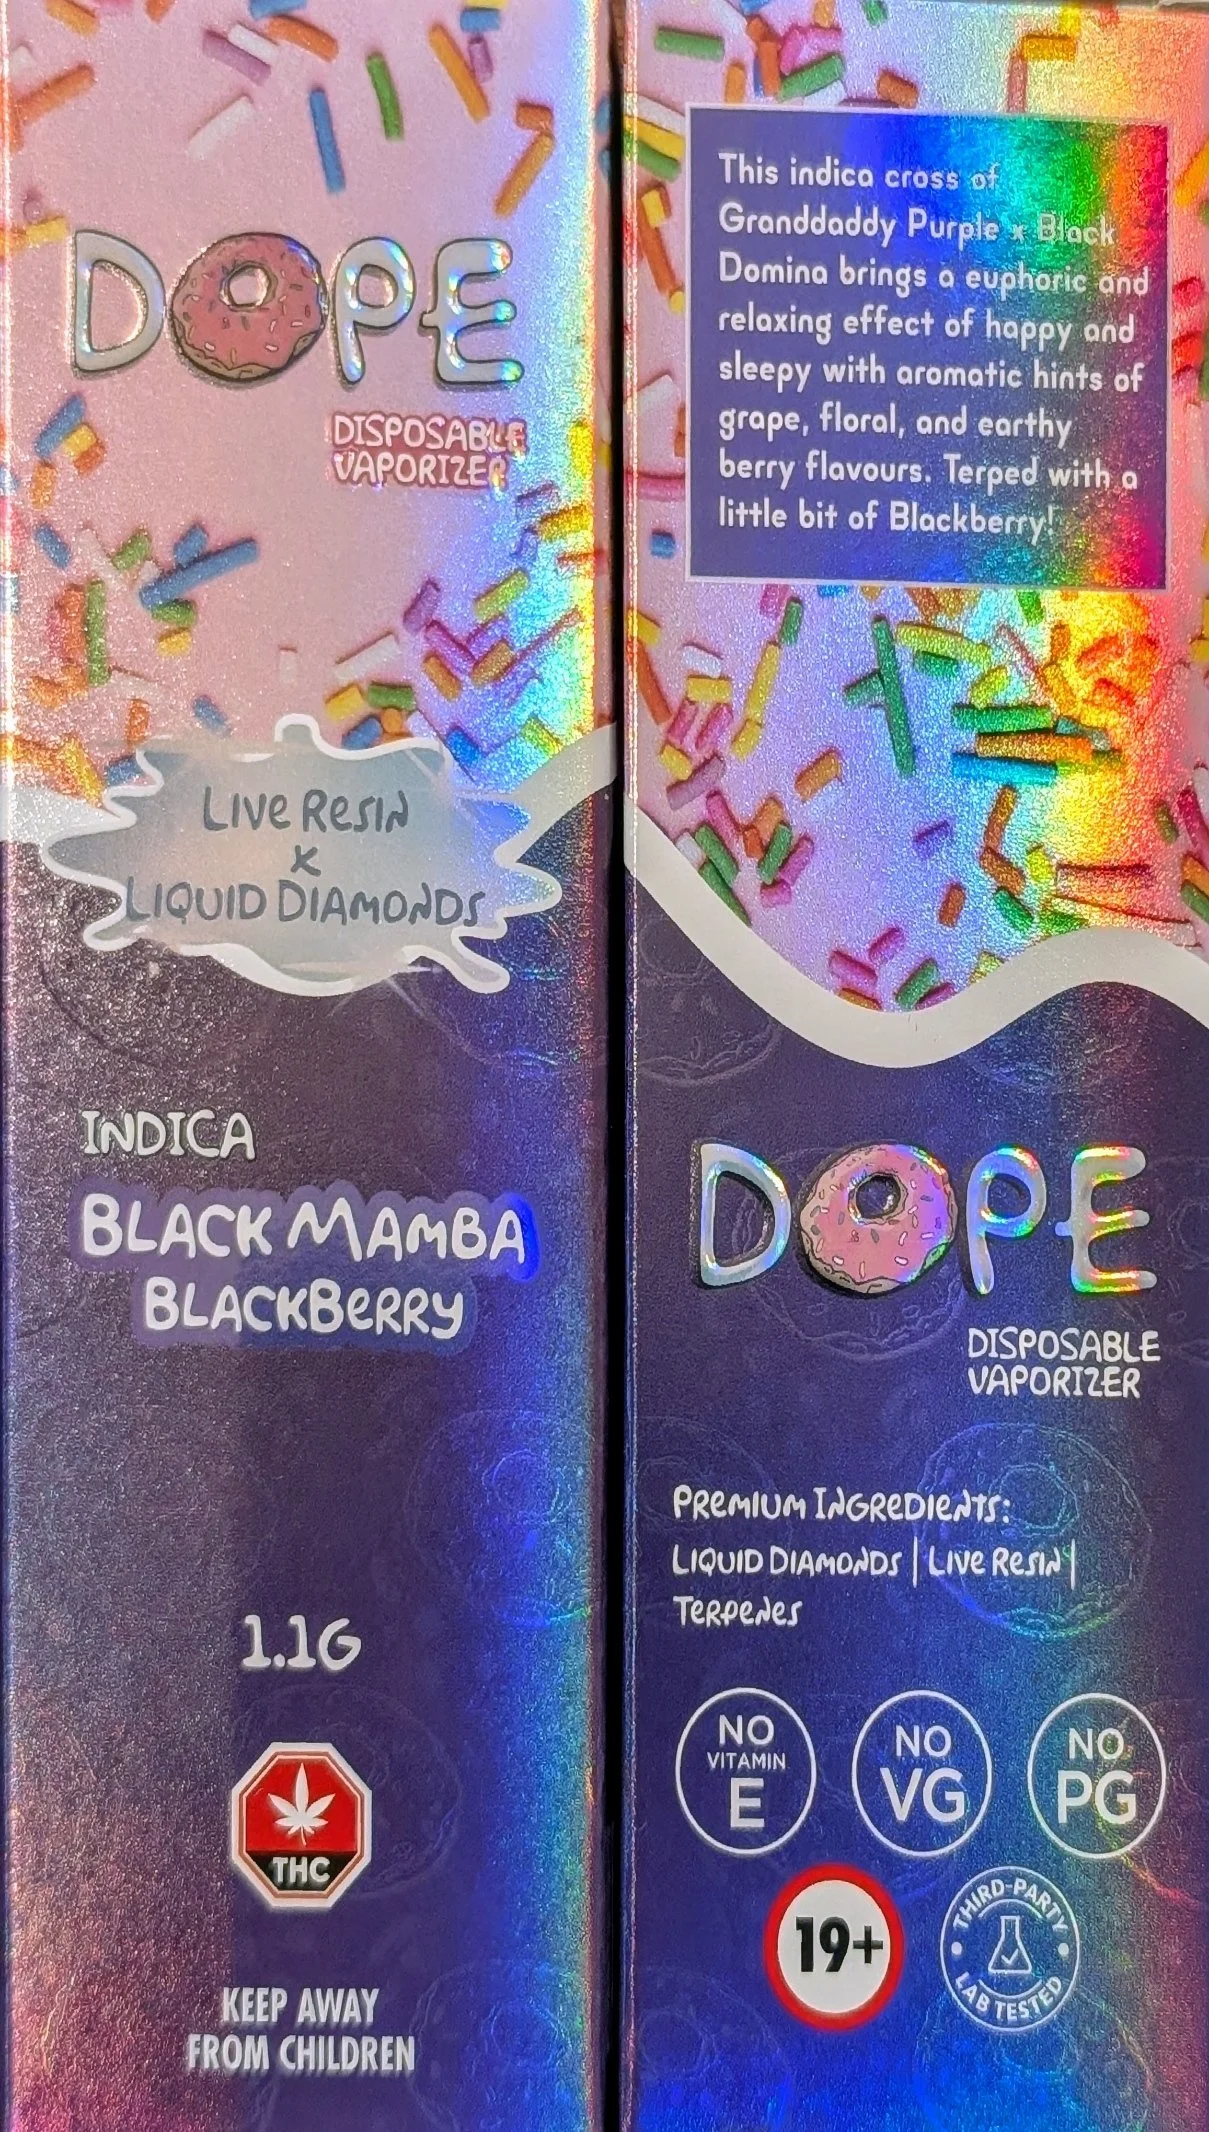 DOPE
DISPOSABLE
VAPORIZER
LIVE RESIN
X
LIQUID DIAMONDS
INDICA
BLACK MAMBA
BLACKBERRY
1.1G
THC
KEEP AWAY
FROM CHILDREN
This indica cross of
Granddaddy Purple x Black
Domina brings a euphoric and
relaxing effect of happy and
sleepy with aromatic hints of
grape, floral, and earthy
berry flavours. Terped with a
little bit of Blackberry!
DOPE
DISPOSABLE
VAPORIZER
PREMIUM INGREDIENTS:
LIQUID DIAMONDS | LIVE RESIN |
TERPENES
NO
VITAMIN
E
NO
VG
NO
PG
19+
THIRD-PARTY
LAB TESTED